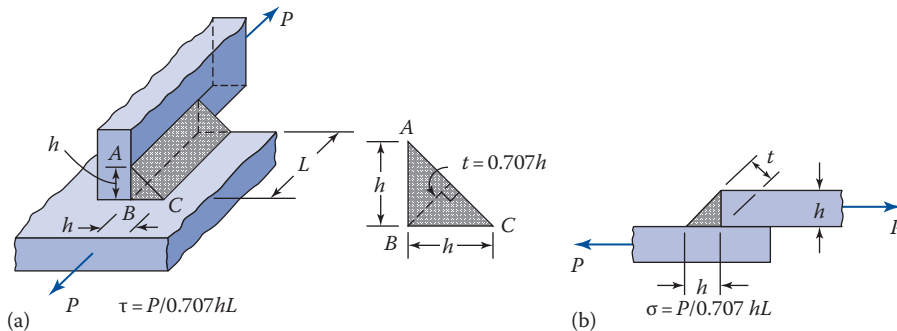 P
h
A
B
C
h
L
P
(a)
τ = P/0.707hL
A
t = 0.707h
h
B
C
h
t
h
P
P
h
(b)
σ = P/0.707 hL